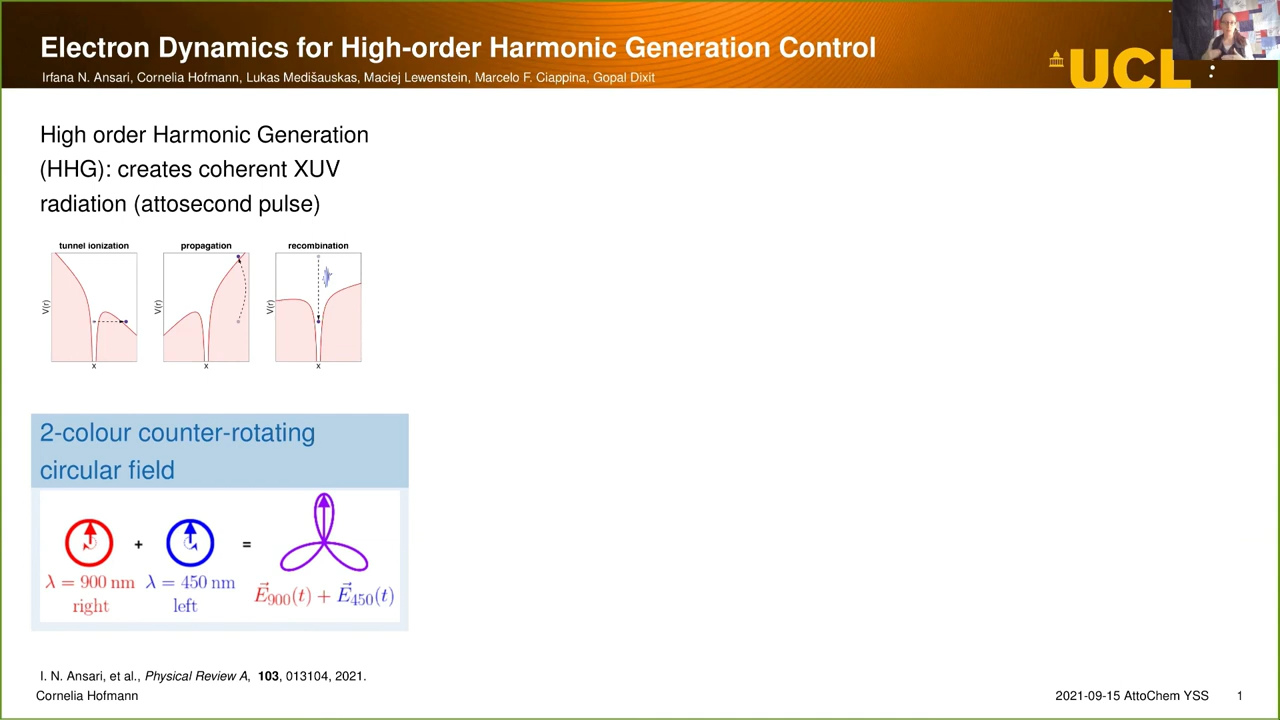 Electron Dynamics for High-order Harmonic Generation Control
Irfana N. Ansari, Cornelia Hofmann, Lukas Medišauskas, Maciej Lewenstein, Marcelo F. Ciappina, Gopal Dixit
UCL
High order Harmonic Generation
(HHG): creates coherent XUV
radiation (attosecond pulse)
tunnel ionization propagation recombination
V(r) V(r) V(r)
x x x
2-colour counter-rotating
circular field
+ =
λ = 900 nm λ = 450 nm
right left
E⃗900(t) + E⃗450(t)
I. N. Ansari, et al., Physical Review A, 103, 013104, 2021.
Cornelia Hofmann 2021-09-15 AttoChem YSS 1